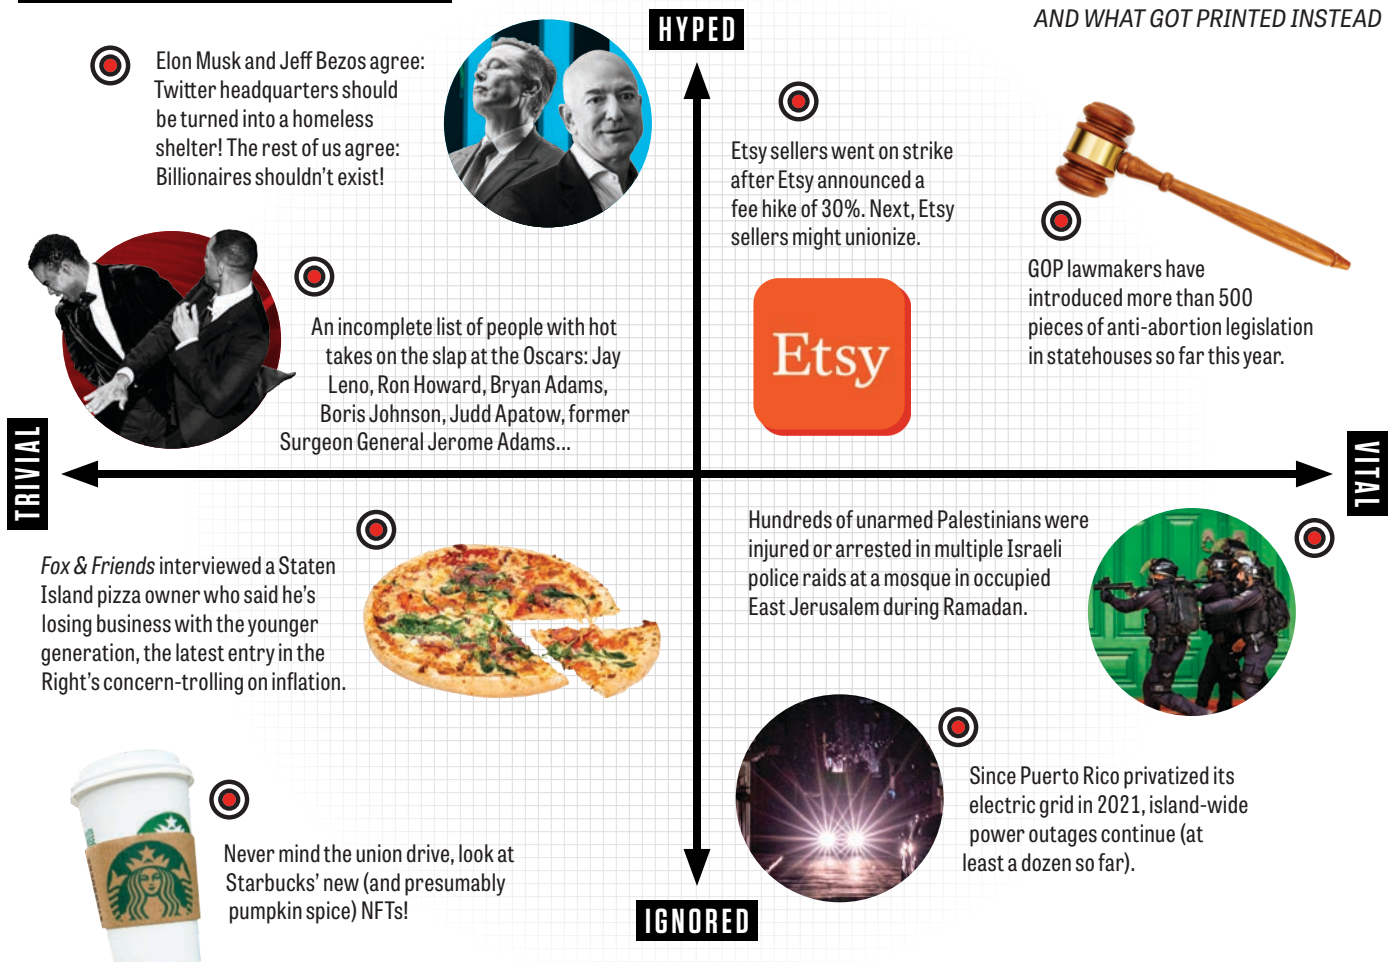 AND WHAT GOT PRINTED INSTEAD
HYPED
Elon Musk and Jeff Bezos agree:
Twitter headquarters should
be turned into a homeless
shelter! The rest of us agree:
Billionaires shouldn't exist!
Etsy sellers went on strike
after Etsy announced a
fee hike of 30%. Next, Etsy
sellers might unionize.
Etsy
GOP lawmakers have
introduced more than 500
pieces of anti-abortion legislation
in statehouses so far this year.
An incomplete list of people with hot
takes on the slap at the Oscars: Jay
Leno, Ron Howard, Bryan Adams,
Boris Johnson, Judd Apatow, former
Surgeon General Jerome Adams...
TRIVIAL
VITAL
Fox & Friends interviewed a Staten
Island pizza owner who said he's
losing business with the younger
generation, the latest entry in the
Right's concern-trolling on inflation.
Hundreds of unarmed Palestinians were
injured or arrested in multiple Israeli
police raids at a mosque in occupied
East Jerusalem during Ramadan.
Since Puerto Rico privatized its
electric grid in 2021, island-wide
power outages continue (at
least a dozen so far).
Never mind the union drive, look at
Starbucks' new (and presumably
pumpkin spice) NFTs!
IGNORED